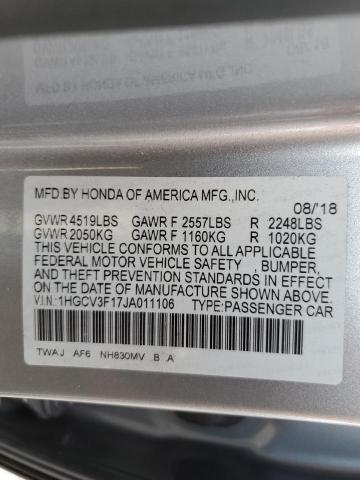 MFD.BY HONDA OF AMERICA MFG.,INC.
08/'18
GVWR 4519LBS GAWR F 2557LBS R 2248LBS
GVWR 2050KG GAWR F 1160KG R 1020KG
THIS VEHICLE CONFORMS TO ALL APPLICABLE
FEDERAL MOTOR VEHICLE SAFETY , BUMPER,
AND THEFT PREVENTION STANDARDS IN EFFECT
ON THE DATE OF MANUFACTURE SHOWN ABOVE.
V.I.N.:1HGCV3F17JA011106 TYPE:PASSENGER CAR
TWAJ AF6 NH830MV B A